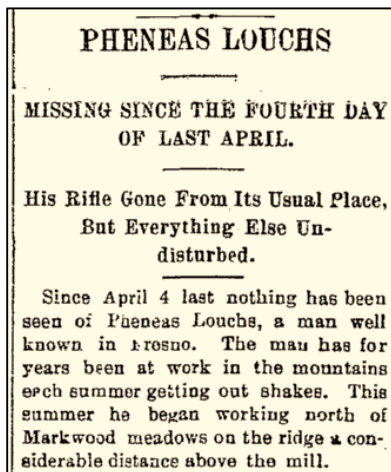 PHENEAS LOUCHS
MISSING SINCE THE FOURTH DAY
OF LAST APRIL.
His Rifle Gone From Its Usual Place,
But Everything Else Un-
disturbed.
Since April 4 last nothing has been
seen of Pheneas Louchs, a man well
known in Fresno. The man has for
years been at work in the mountains
each summer getting out shakes. This
summer he began working north of
Markwood meadows on the ridge a con-
siderable distance above the mill.